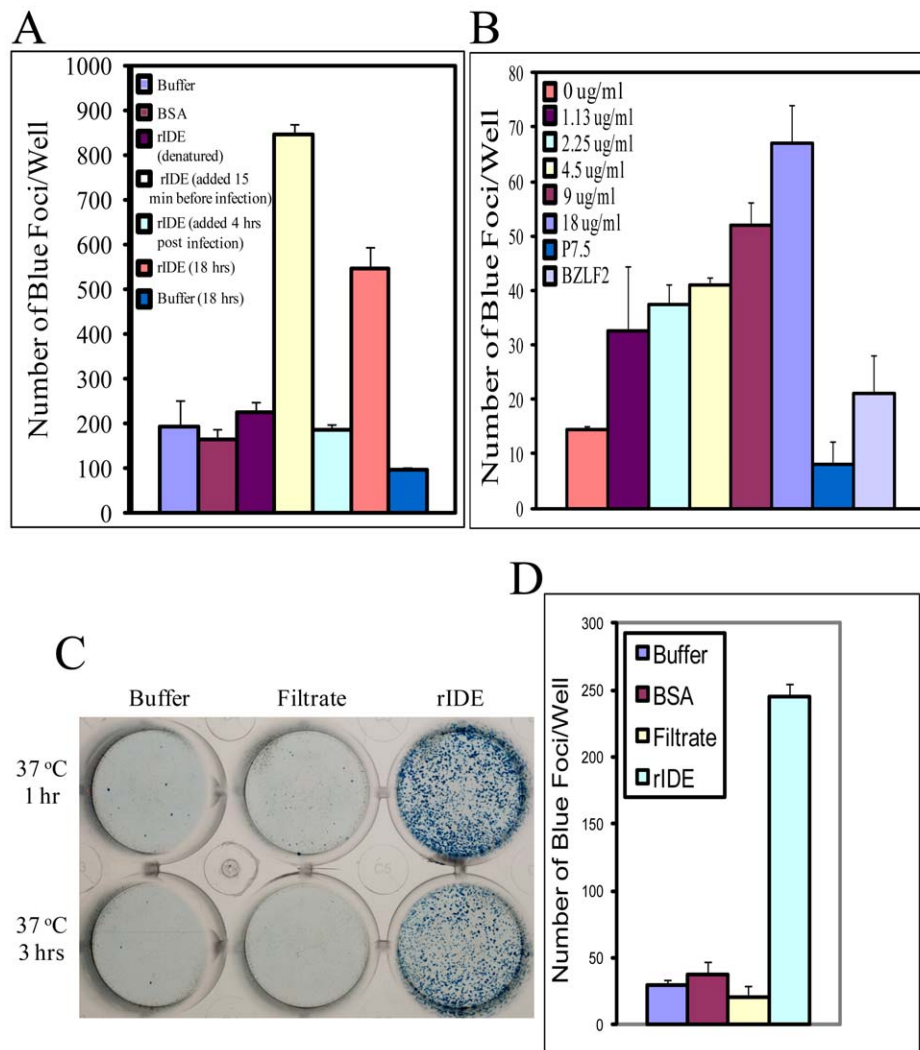 A
Number of Blue Foci/Well
1000
900
800
700
600
500
400
300
200
100
0
Buffer
BSA
rIDE
(denatured)
rIDE (added 15
min before infection)
rIDE (added 4 hrs
post infection)
rIDE (18 hrs)
Buffer (18 hrs)
B
Number of Blue Foci/Well
80
70
60
50
40
30
20
10
0
0 ug/ml
1.13 ug/ml
2.25 ug/ml
4.5 ug/ml
9 ug/ml
18 ug/ml
P7.5
BZLF2
C
Buffer Filtrate rIDE
37 °C
1 hr
37 °C
3 hrs
C5
D
Number of Blue Foci/Well
300
250
200
150
100
50
0
Buffer
BSA
Filtrate
rIDE